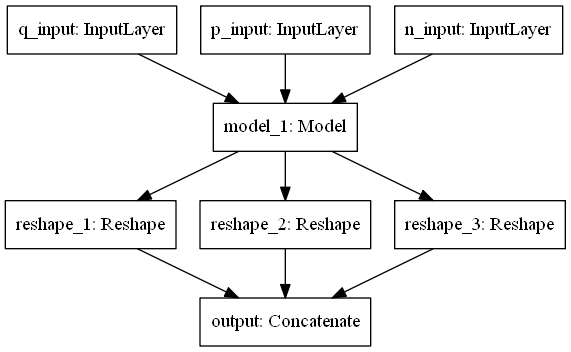 q_input: InputLayer
p_input: InputLayer
n_input: InputLayer
model_1: Model
reshape_1: Reshape
reshape_2: Reshape
reshape_3: Reshape
output: Concatenate